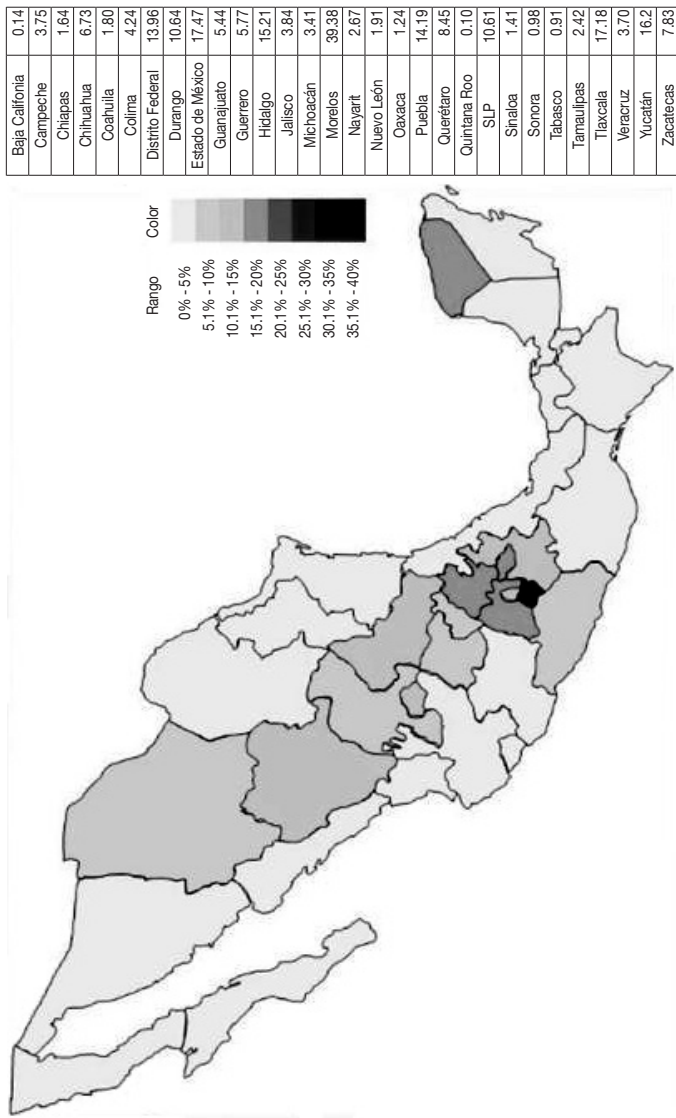 Baja Califonia 0.14
Campeche 3.75
Chiapas 1.64
Chihuahua 6.73
Coahuila 1.80
Colima 4.24
Distrito Federal 13.96
Durango 10.64
Estado de México 17.47
Guanajuato 5.44
Guerrero 5.77
Hidalgo 15.21
Jalisco 3.84
Michoacán 3.41
Morelos 39.38
Nayarit 2.67
Nuevo León 1.91
Oaxaca 1.24
Puebla 14.19
Querétaro 8.45
Quintana Roo 0.10
SLP 10.61
Sinaloa 1.41
Sonora 0.98
Tabasco 0.91
Tamaulipas 2.42
Tlaxcala 17.18
Veracruz 3.70
Yucatán 16.2
Zacatecas 7.83
Rango Color
0% - 5%
5.1% - 10%
10.1% - 15%
15.1% - 20%
20.1% - 25%
25.1% - 30%
30.1% - 35%
35.1% - 40%